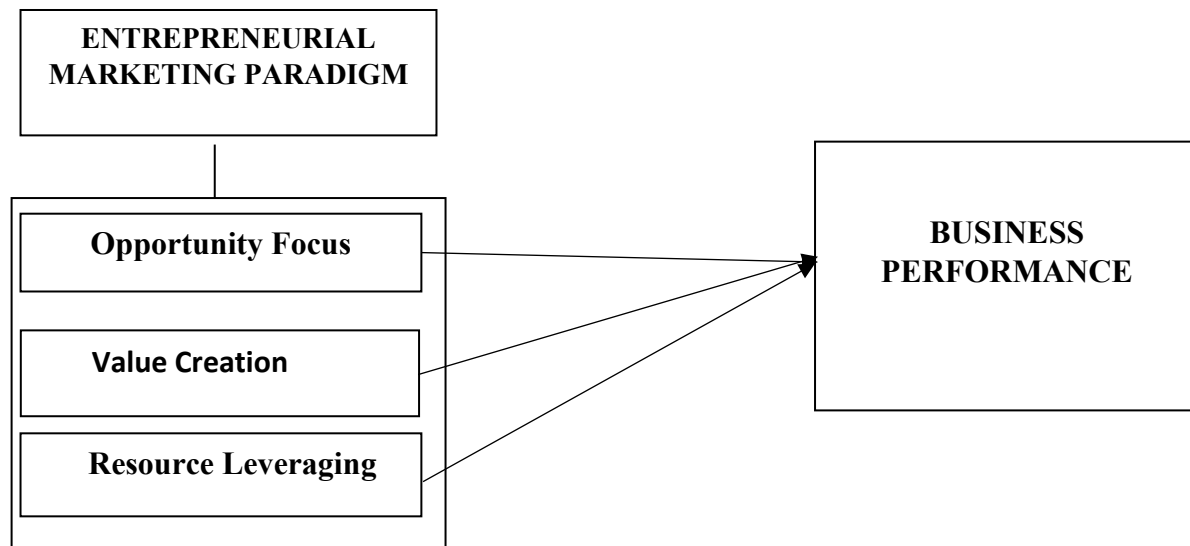 ENTREPRENEURIAL
MARKETING PARADIGM
Opportunity Focus
Value Creation
Resource Leveraging
BUSINESS
PERFORMANCE